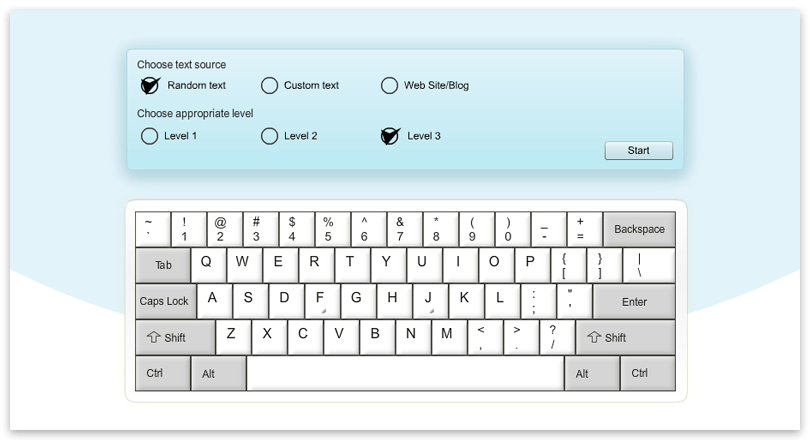 Choose text source
Random text Custom text Web Site/Blog
Choose appropriate level
Level 1 Level 2 Level 3
Start
~ ! @ # $ % ^ & * ( ) _ +
` 1 2 3 4 5 6 7 8 9 0 - = Backspace
Tab Q W E R T Y U I O P { } |
[ ] \
Caps Lock A S D F G H J K L : " Enter
; '
Shift Z X C V B N M < > ? Shift
, . /
Ctrl Alt Alt Ctrl